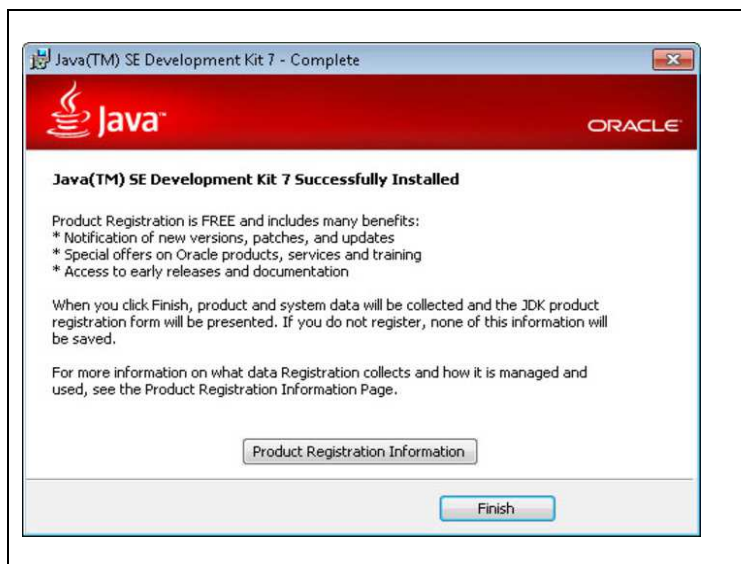 Java(TM) SE Development Kit 7 - Complete
Java™
ORACLE
Java(TM) SE Development Kit 7 Successfully Installed
Product Registration is FREE and includes many benefits:
* Notification of new versions, patches, and updates
* Special offers on Oracle products, services and training
* Access to early releases and documentation
When you click Finish, product and system data will be collected and the JDK product
registration form will be presented. If you do not register, none of this information will
be saved.
For more information on what data Registration collects and how it is managed and
used, see the Product Registration Information Page.
Product Registration Information
Finish